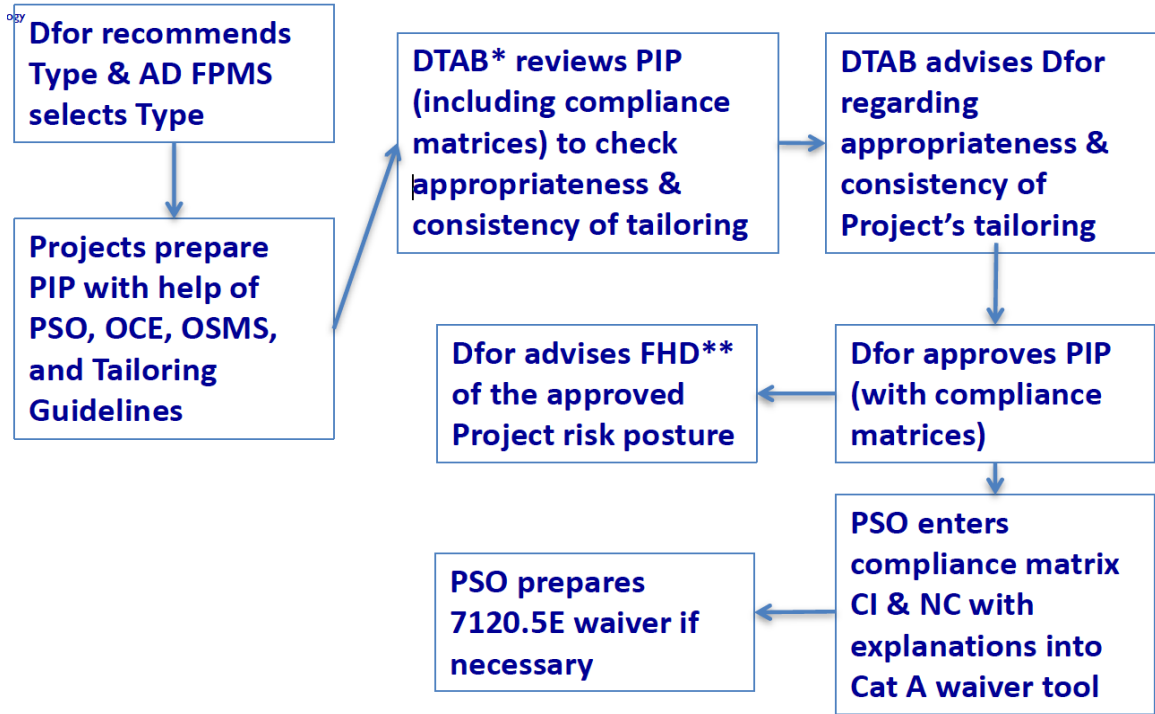 ogy
Dfor recommends
Type & AD FPMS
selects Type
Projects prepare
PIP with help of
PSO, OCE, OSMS,
and Tailoring
Guidelines
DTAB* reviews PIP
(including compliance
matrices) to check
appropriateness &
consistency of tailoring
DTAB advises Dfor
regarding
appropriateness &
consistency of
Project’s tailoring
Dfor approves PIP
(with compliance
matrices)
Dfor advises FHD**
of the approved
Project risk posture
PSO enters
compliance matrix
CI & NC with
explanations into
Cat A waiver tool
PSO prepares
7120.5E waiver if
necessary